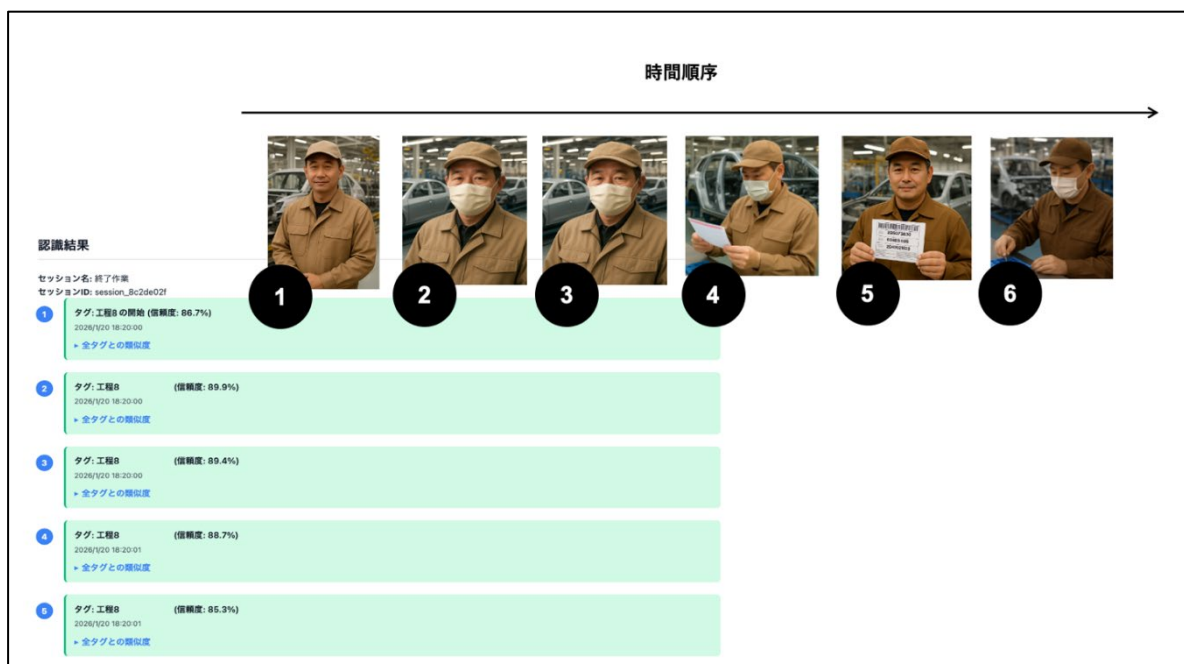 時間順序
認識結果
セッション名: 終了作業
セッションID: session_8c2de02f
1 2 3 4 5 6
1 タグ: 工程8 の開始 (信頼度: 86.7%)
2026/1/20 18:20:00
▸ 全タグとの類似度
2 タグ: 工程8 (信頼度: 89.9%)
2026/1/20 18:20:00
▸ 全タグとの類似度
3 タグ: 工程8 (信頼度: 89.4%)
2026/1/20 18:20:00
▸ 全タグとの類似度
4 タグ: 工程8 (信頼度: 88.7%)
2026/1/20 18:20:01
▸ 全タグとの類似度
5 タグ: 工程8 (信頼度: 85.3%)
2026/1/20 18:20:01
▸ 全タグとの類似度